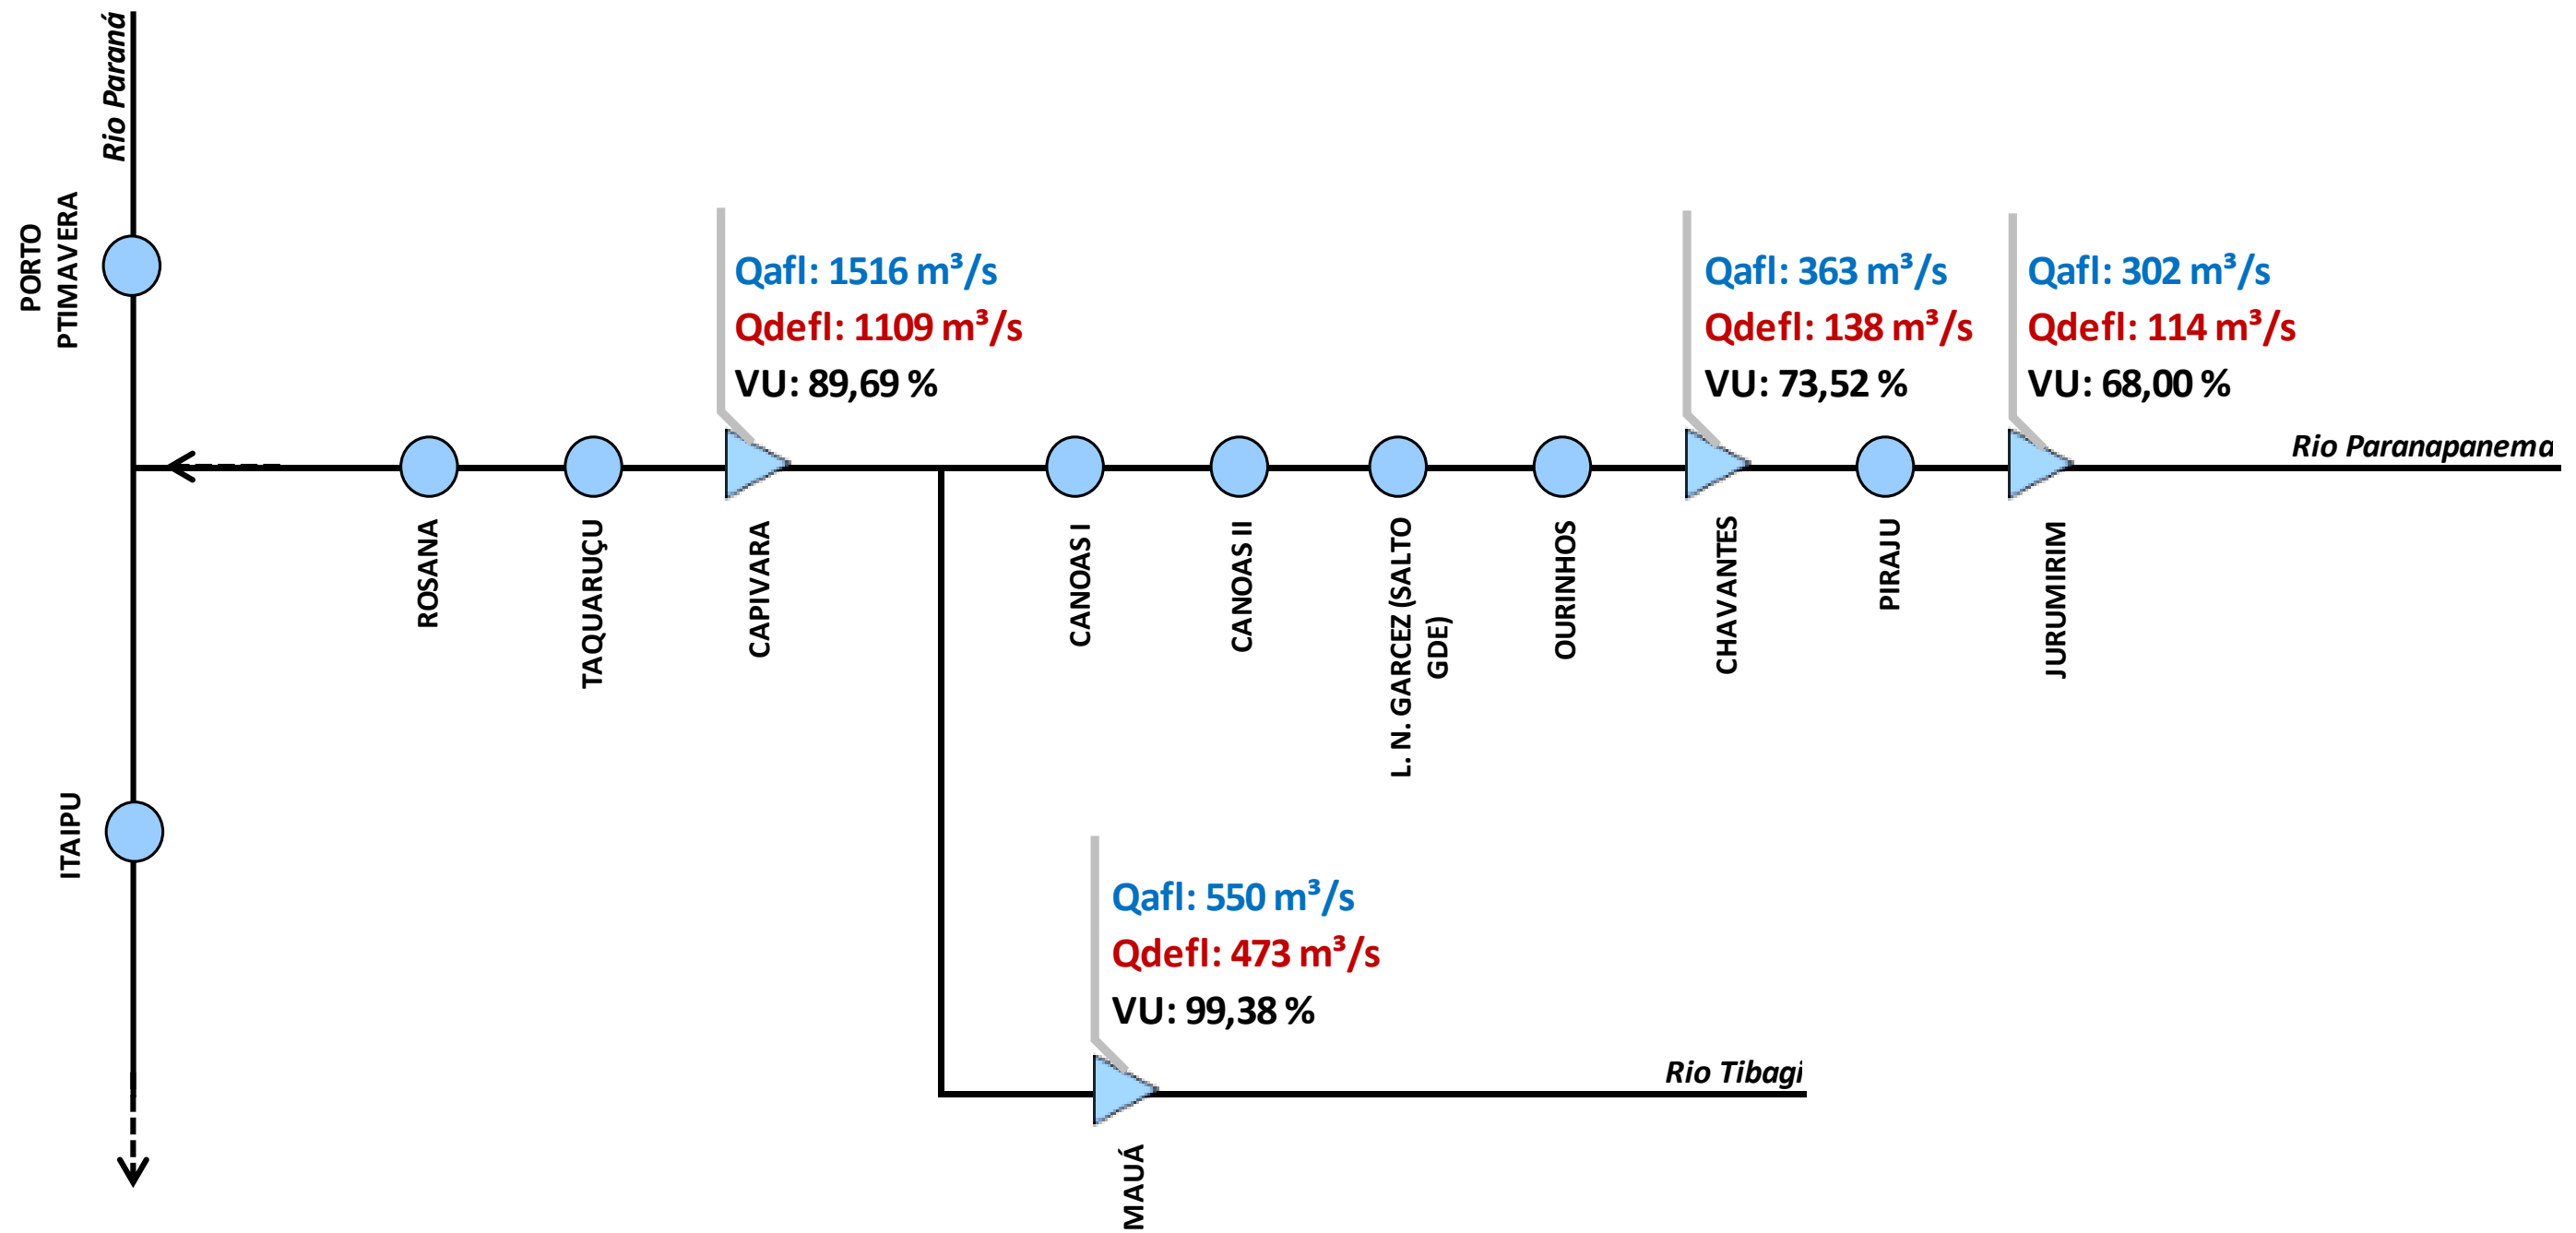 Rio Paraná
PORTO
PTIMAVERA
Qafl: 1516 m³/s
Qdefl: 1109 m³/s
VU: 89,69 %
Qafl: 363 m³/s
Qdefl: 138 m³/s
VU: 73,52 %
Qafl: 302 m³/s
Qdefl: 114 m³/s
VU: 68,00 %
Rio Paranapanema
ROSANA
TAQUARUÇU
CAPIVARA
CANOAS I
CANOAS II
L. N. GARCEZ (SALTO
GDE)
OURINHOS
CHAVANTES
PIRAJU
JURUMIRIM
ITAIPU
Qafl: 550 m³/s
Qdefl: 473 m³/s
VU: 99,38 %
Rio Tibagi
MAUÁ